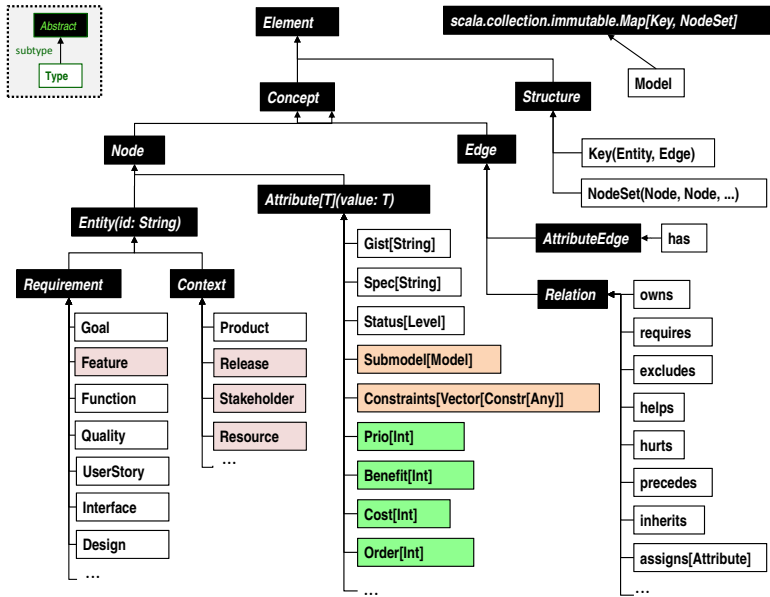 Abstract
subtype
Type
Element
scala.collection.immutable.Map[Key, NodeSet]
Model
Concept
Structure
Node
Edge
Key(Entity, Edge)
NodeSet(Node, Node, ...)
Entity(id: String)
Attribute[T](value: T)
AttributeEdge
has
Requirement
Context
Relation
Goal
Feature
Function
Quality
UserStory
Interface
Design
...
Product
Release
Stakeholder
Resource
...
Gist[String]
Spec[String]
Status[Level]
Submodel[Model]
Constraints[Vector[Constr[Any]]
Prio[Int]
Benefit[Int]
Cost[Int]
Order[Int]
...
owns
requires
excludes
helps
hurts
precedes
inherits
assigns[Attribute]
...